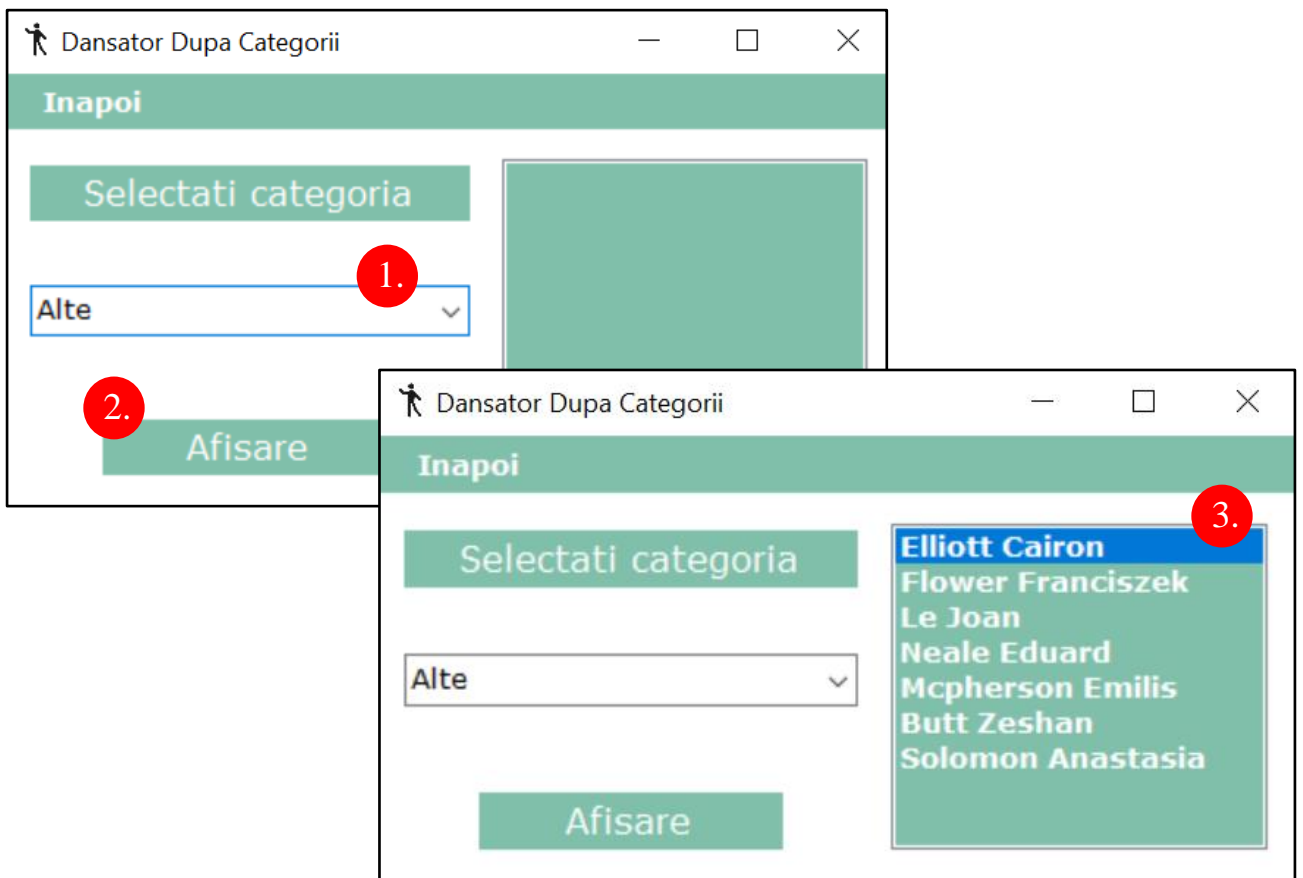 Dansator Dupa Categorii
Inapoi
Selectati categoria
1.
Alte
2.
Afisare
Dansator Dupa Categorii
Inapoi
3.
Selectati categoria
Elliott Cairon
Flower Franciszek
Le Joan
Neale Eduard
Mcpherson Emilis
Butt Zeshan
Solomon Anastasia
Alte
Afisare